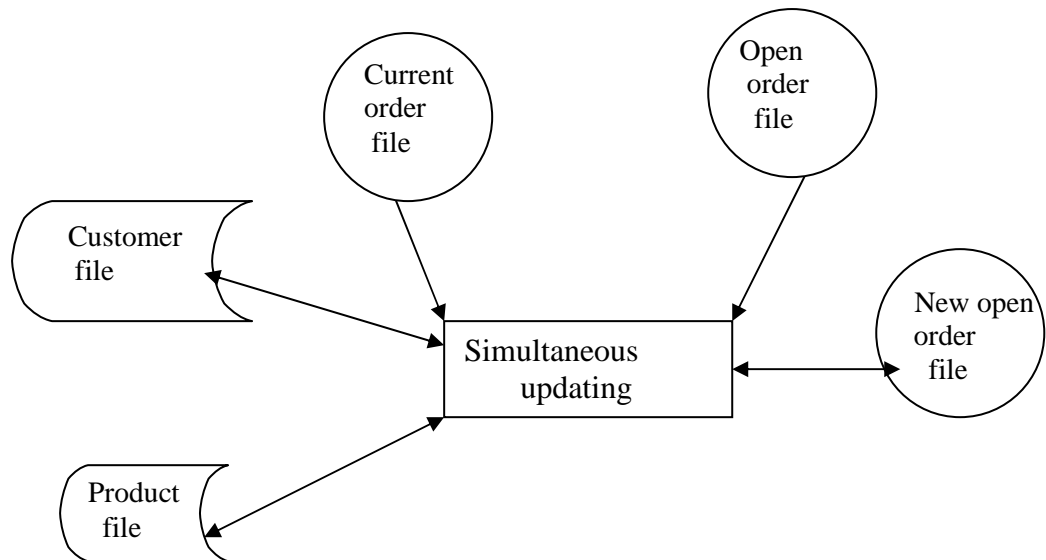 Current
order
file
Open
order
file
Customer
file
New open
order
file
Simultaneous
updating
Product
file